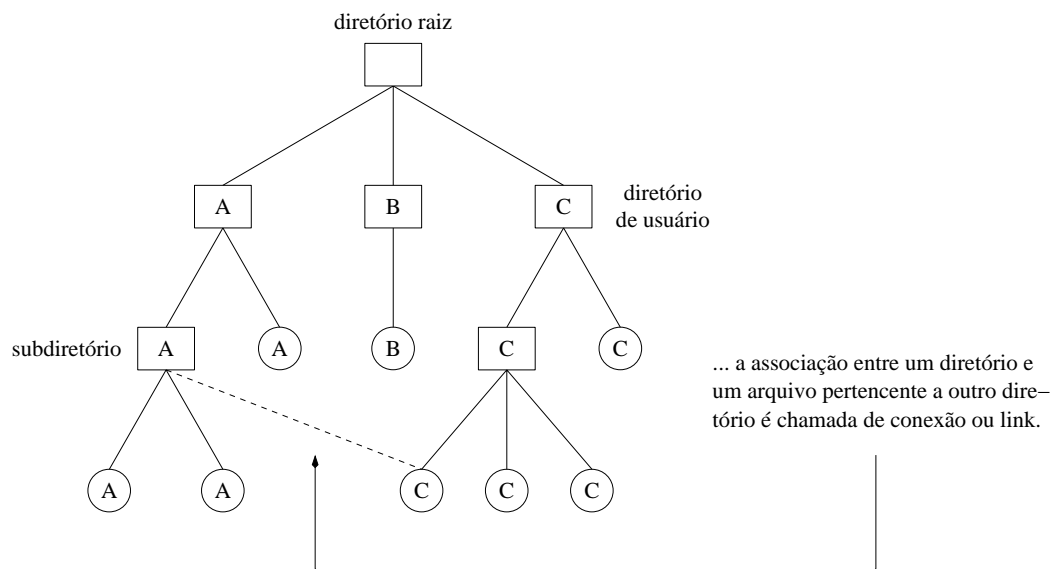 diretório raiz
A
B
C
diretório
de usuário
subdiretório
A
A
B
C
C
... a associação entre um diretório e
um arquivo pertencente a outro dire–
tório é chamada de conexão ou link.
A
A
C
C
C